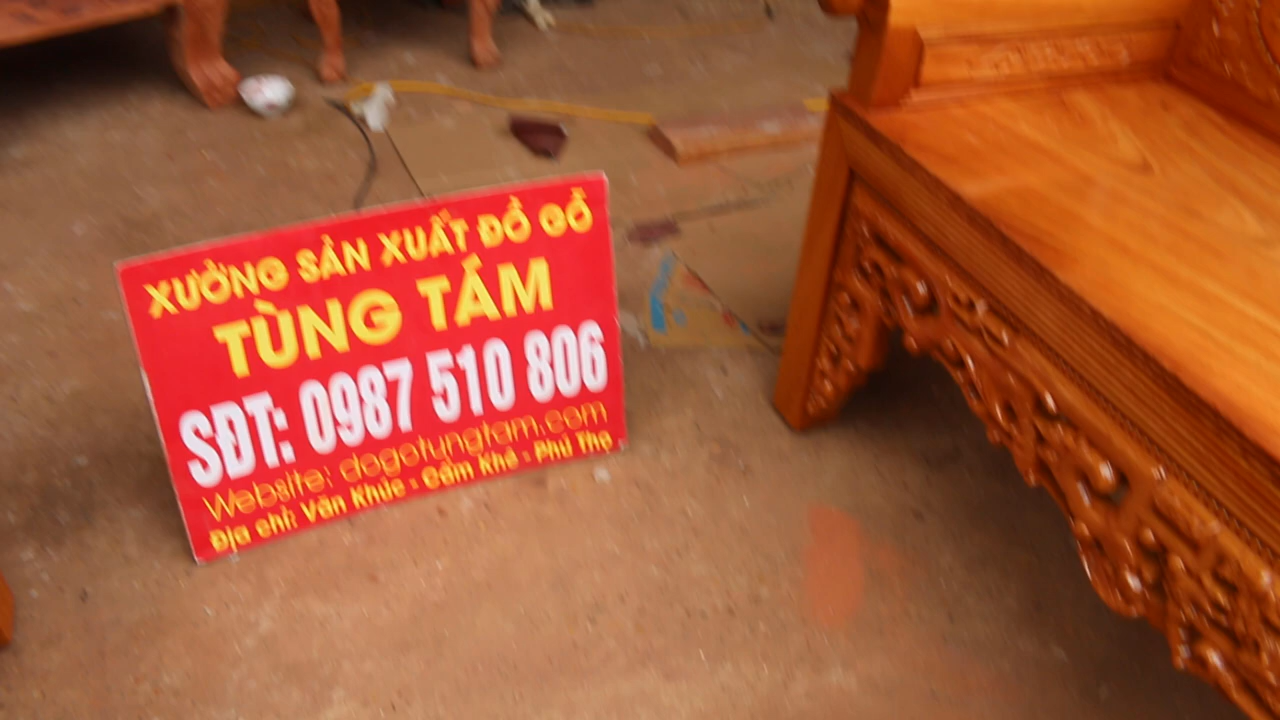 XƯỞNG SẢN XUẤT ĐỒ GỖ
TÙNG TÁM
SĐT: 0987 510 806
Website: dogotungtam.com
Địa chỉ: Văn Khúc - Cẩm Khê - Phú Thọ